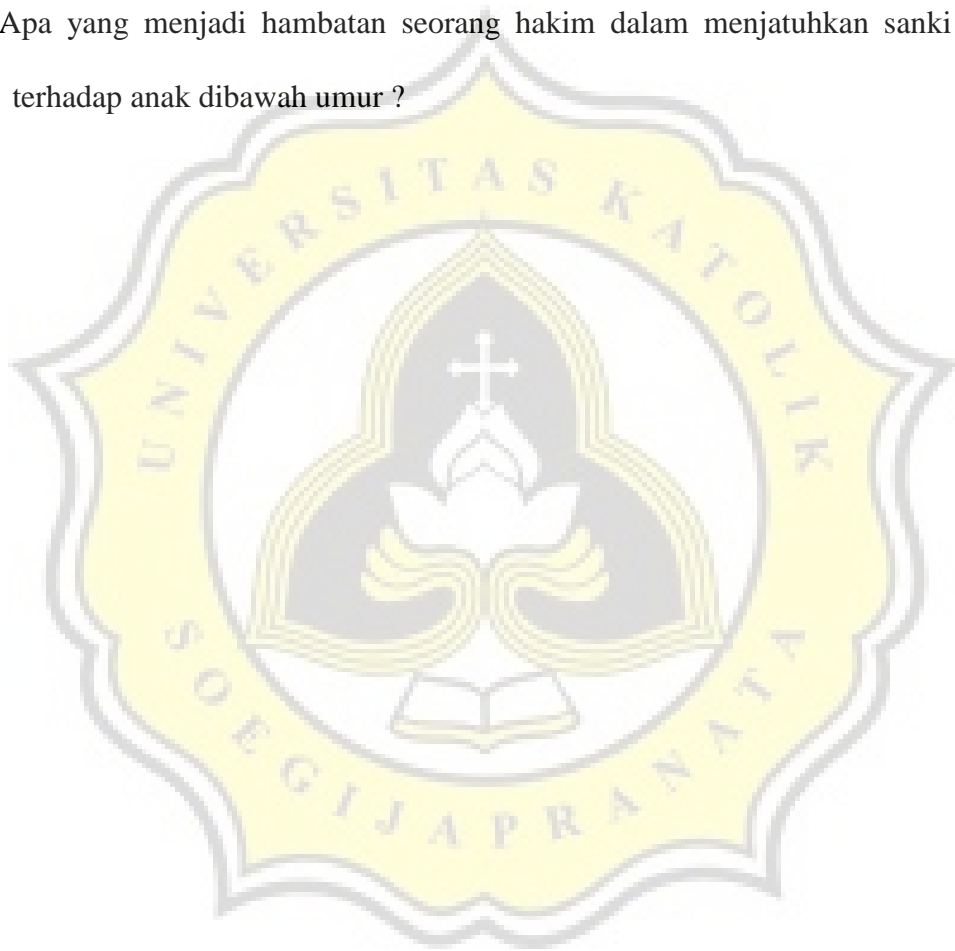 Apa yang menjadi hambatan seorang hakim dalam menjatuhkan sanki
terhadap anak dibawah umur ?
UNIVERSITAS KATOLIK
SOEGIJAPRANATA